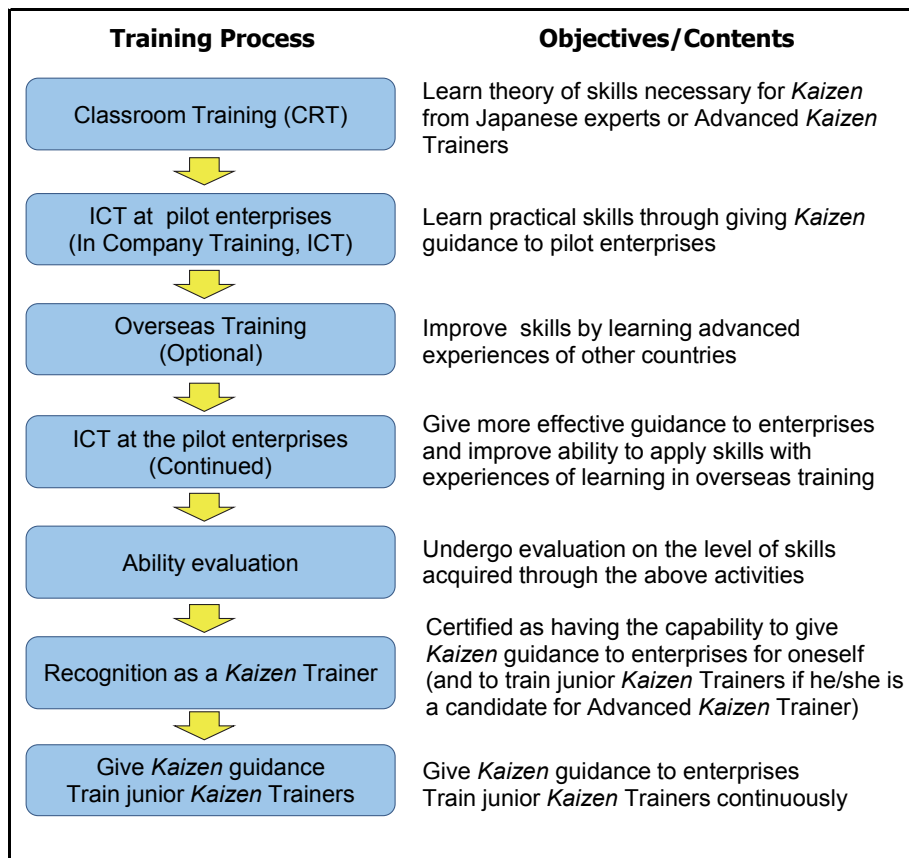 Training Process
Objectives/Contents
Classroom Training (CRT)
Learn theory of skills necessary for Kaizen
from Japanese experts or Advanced Kaizen
Trainers
ICT at pilot enterprises
(In Company Training, ICT)
Learn practical skills through giving Kaizen
guidance to pilot enterprises
Overseas Training
(Optional)
Improve skills by learning advanced
experiences of other countries
ICT at the pilot enterprises
(Continued)
Give more effective guidance to enterprises
and improve ability to apply skills with
experiences of learning in overseas training
Ability evaluation
Undergo evaluation on the level of skills
acquired through the above activities
Recognition as a Kaizen Trainer
Certified as having the capability to give
Kaizen guidance to enterprises for oneself
(and to train junior Kaizen Trainers if he/she is
a candidate for Advanced Kaizen Trainer)
Give Kaizen guidance
Train junior Kaizen Trainers
Give Kaizen guidance to enterprises
Train junior Kaizen Trainers continuously